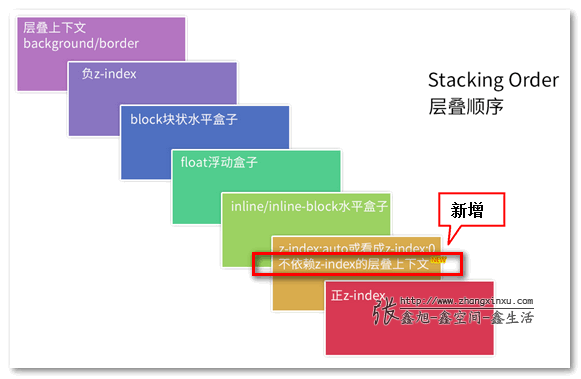 层叠上下文
background/border
负z-index
block块状水平盒子
float浮动盒子
inline/inline-block水平盒子
z-index:auto或看成z-index:0
不依赖z-index的层叠上下文
NEW
正z-index
Stacking Order
层叠顺序
新增
http://www.zhangxinxu.com
张鑫旭-鑫空间-鑫生活